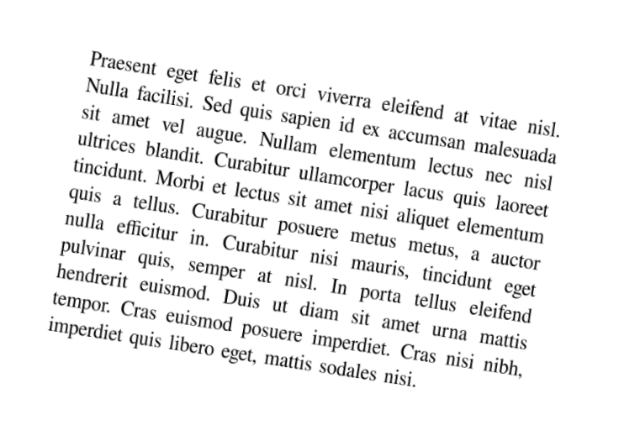 Praesent eget felis et orci viverra eleifend at vitae nisl.
Nulla facilisi. Sed quis sapien id ex accumsan malesuada
sit amet vel augue. Nullam elementum lectus nec nisl
ultrices blandit. Curabitur ullamcorper lacus quis laoreet
tincidunt. Morbi et lectus sit amet nisi aliquet elementum
quis a tellus. Curabitur posuere metus metus, a auctor
nulla efficitur in. Curabitur nisi mauris, tincidunt eget
pulvinar quis, semper at nisl. In porta tellus eleifend
hendrerit euismod. Duis ut diam sit amet urna mattis
tempor. Cras euismod posuere imperdiet. Cras nisi nibh,
imperdiet quis libero eget, mattis sodales nisi.